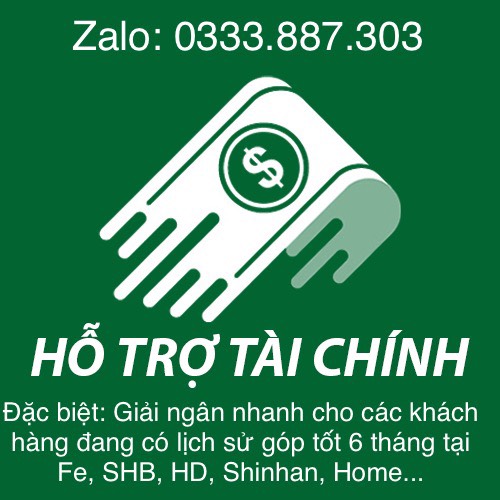 Zalo: 0333.887.303
$
HỖ TRỢ TÀI CHÍNH
Đặc biệt: Giải ngân nhanh cho các khách
hàng đang có lịch sử góp tốt 6 tháng tại
Fe, SHB, HD, Shinhan, Home...